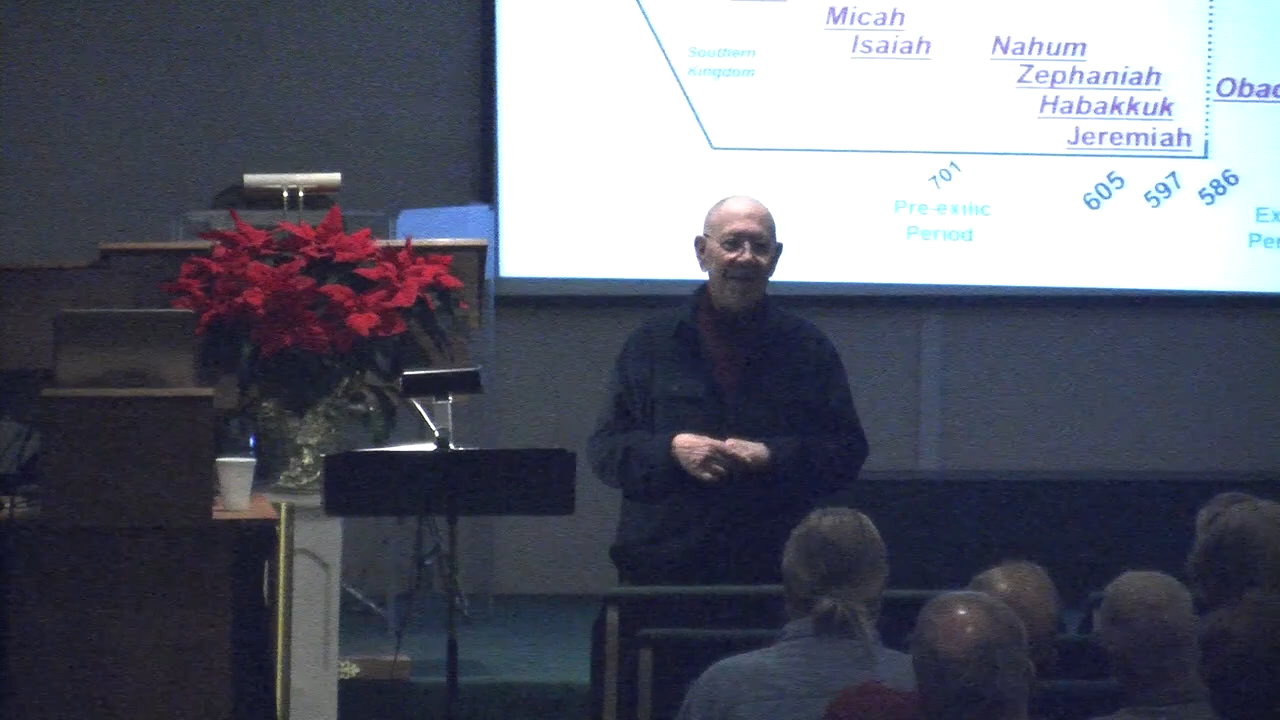 Micah
Isaiah
Nahum
Southern
Kingdom
Zephaniah
Obad
Habakkuk
Jeremiah
701
605
597
586
Pre-exilic
Period
Ex
Per